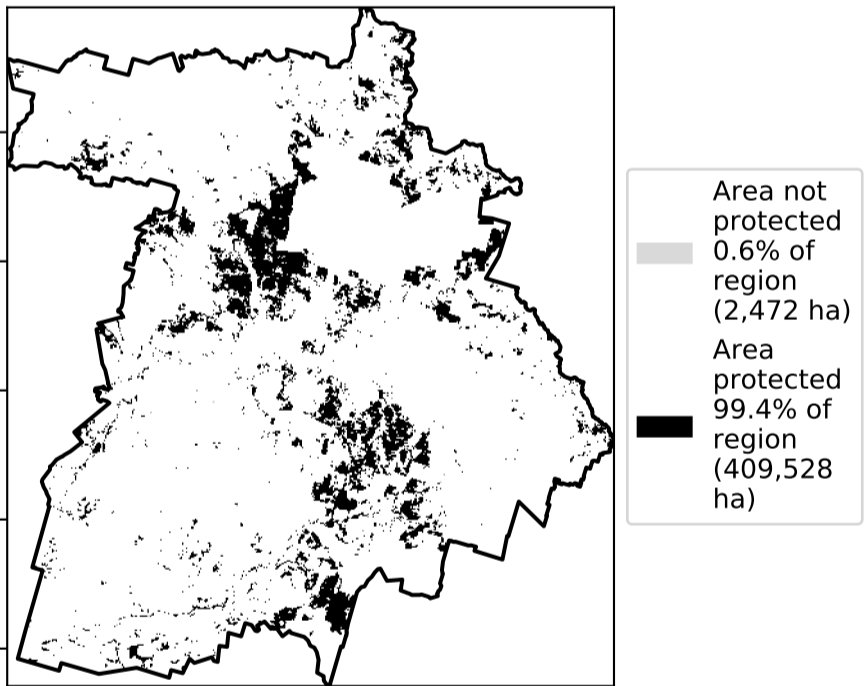 Area not
protected
0.6% of
region
(2,472 ha)
Area
protected
99.4% of
region
(409,528
ha)